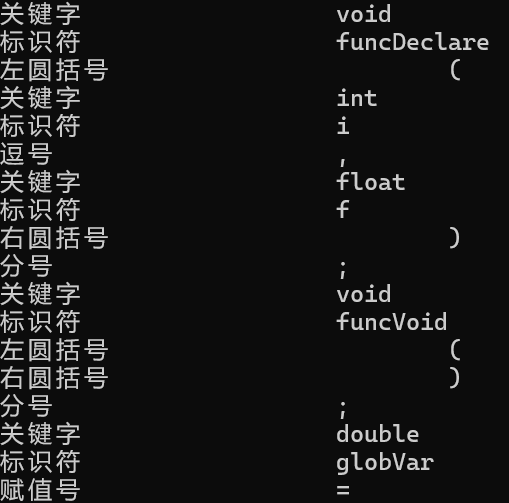 关键字 void
标识符 funcDeclare
左圆括号 (
关键字 int
标识符 i
逗号 ,
关键字 float
标识符 f
右圆括号 )
分号 ;
关键字 void
标识符 funcVoid
左圆括号 (
右圆括号 )
分号 ;
关键字 double
标识符 globVar
赋值号 =